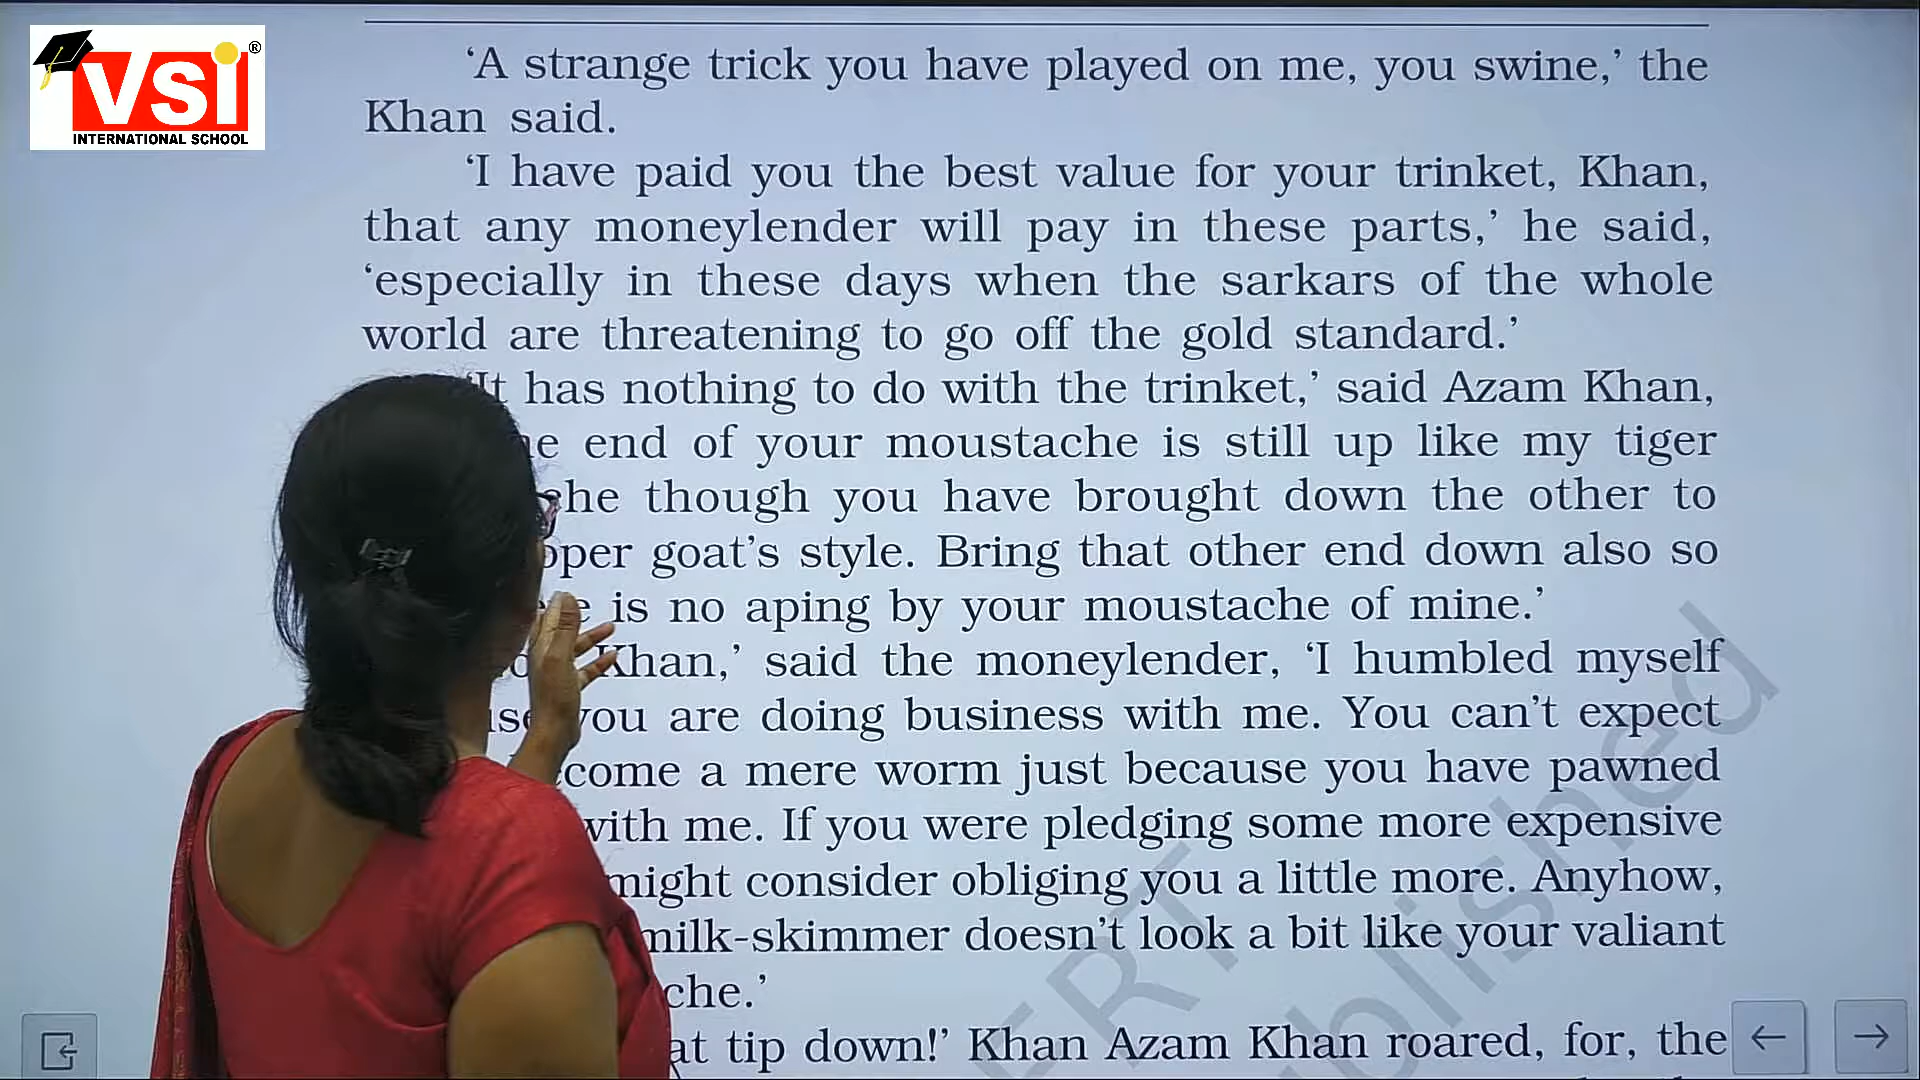 VSI ®
INTERNATIONAL SCHOOL
‘A strange trick you have played on me, you swine,’ the
Khan said.
‘I have paid you the best value for your trinket, Khan,
that any moneylender will pay in these parts,’ he said,
‘especially in these days when the sarkars of the whole
world are threatening to go off the gold standard.’
‘It has nothing to do with the trinket,’ said Azam Khan,
end of your moustache is still up like my tiger
though you have brought down the other to
goat’s style. Bring that other end down also so
is no aping by your moustache of mine.’
Khan,’ said the moneylender, ‘I humbled myself
you are doing business with me. You can’t expect
a mere worm just because you have pawned
with me. If you were pledging some more expensive
might consider obliging you a little more. Anyhow,
milk-skimmer doesn’t look a bit like your valiant
che.’
tip down!’ Khan Azam Khan roared, for, the